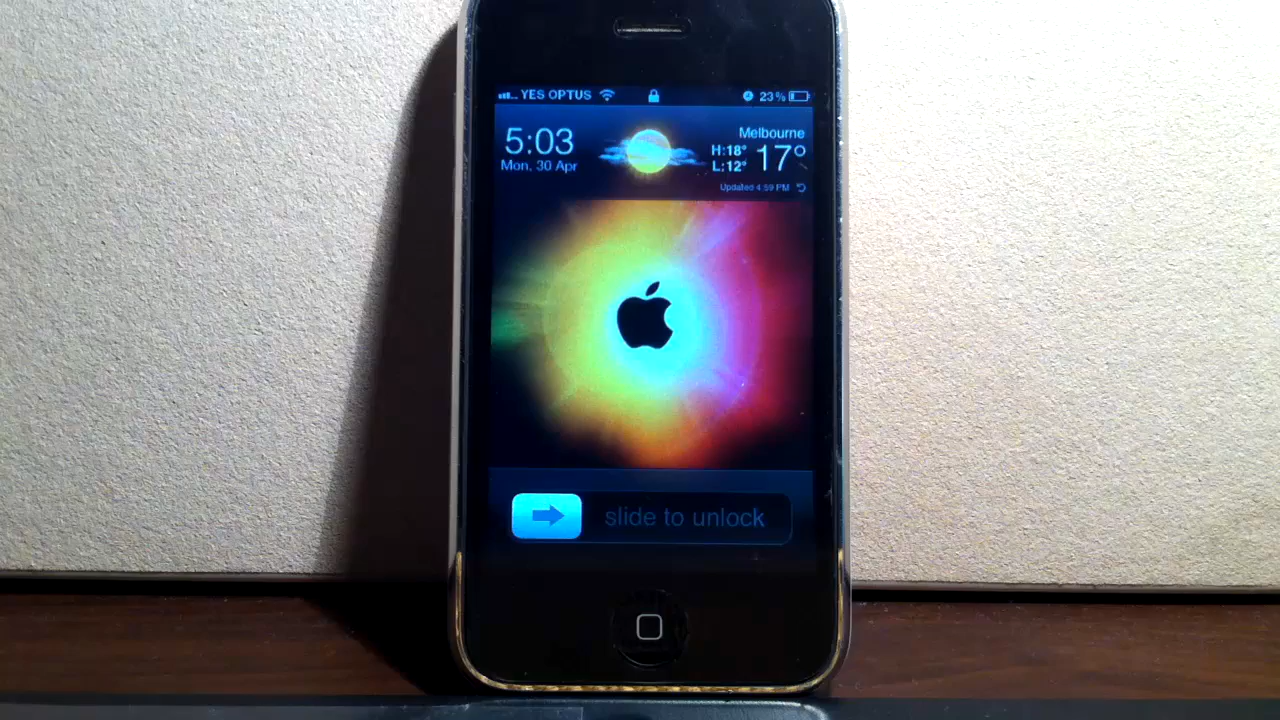 YES OPTUS 23%
5:03
Mon, 30 Apr
Melbourne
H:18°
L:12°
17°
Updated 4:59 PM
slide to unlock